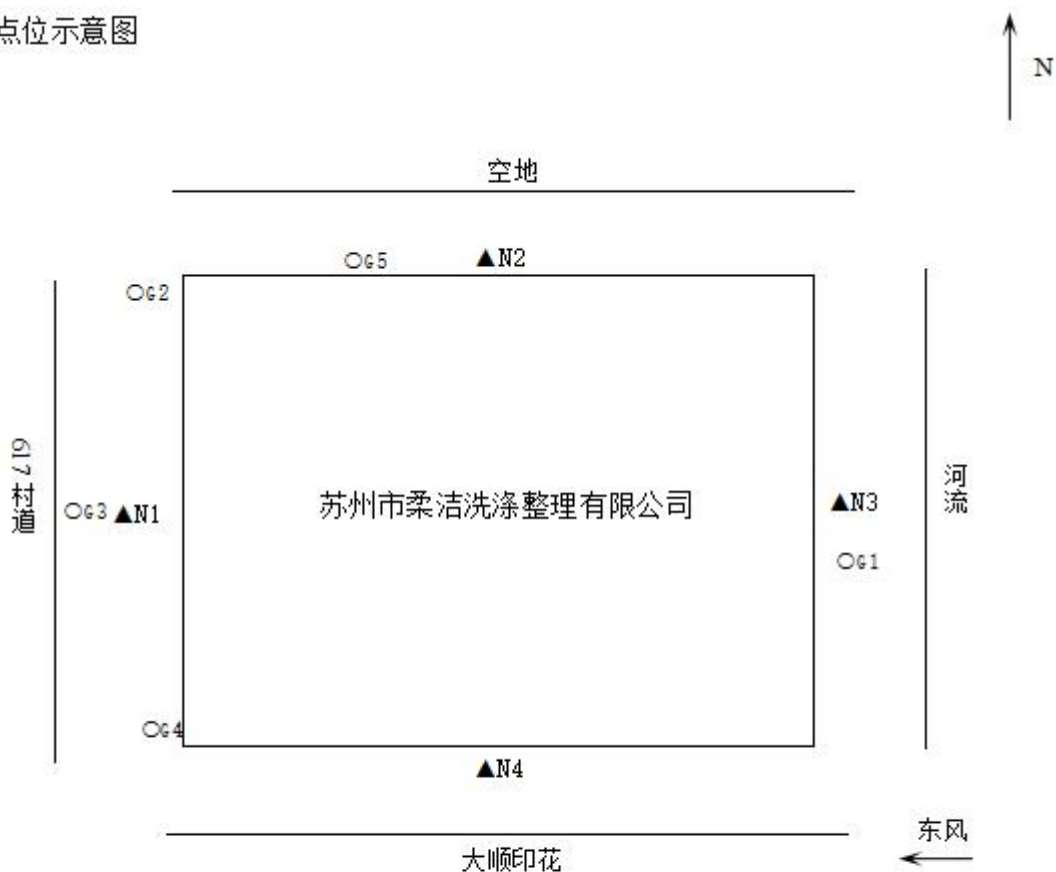 点位示意图
N
空地
○G5 ▲N2
○G2
617村道
○G3 ▲N1
苏州市柔洁洗涤整理有限公司
▲N3
河流
○G1
○G4
▲N4
东风
大顺印花